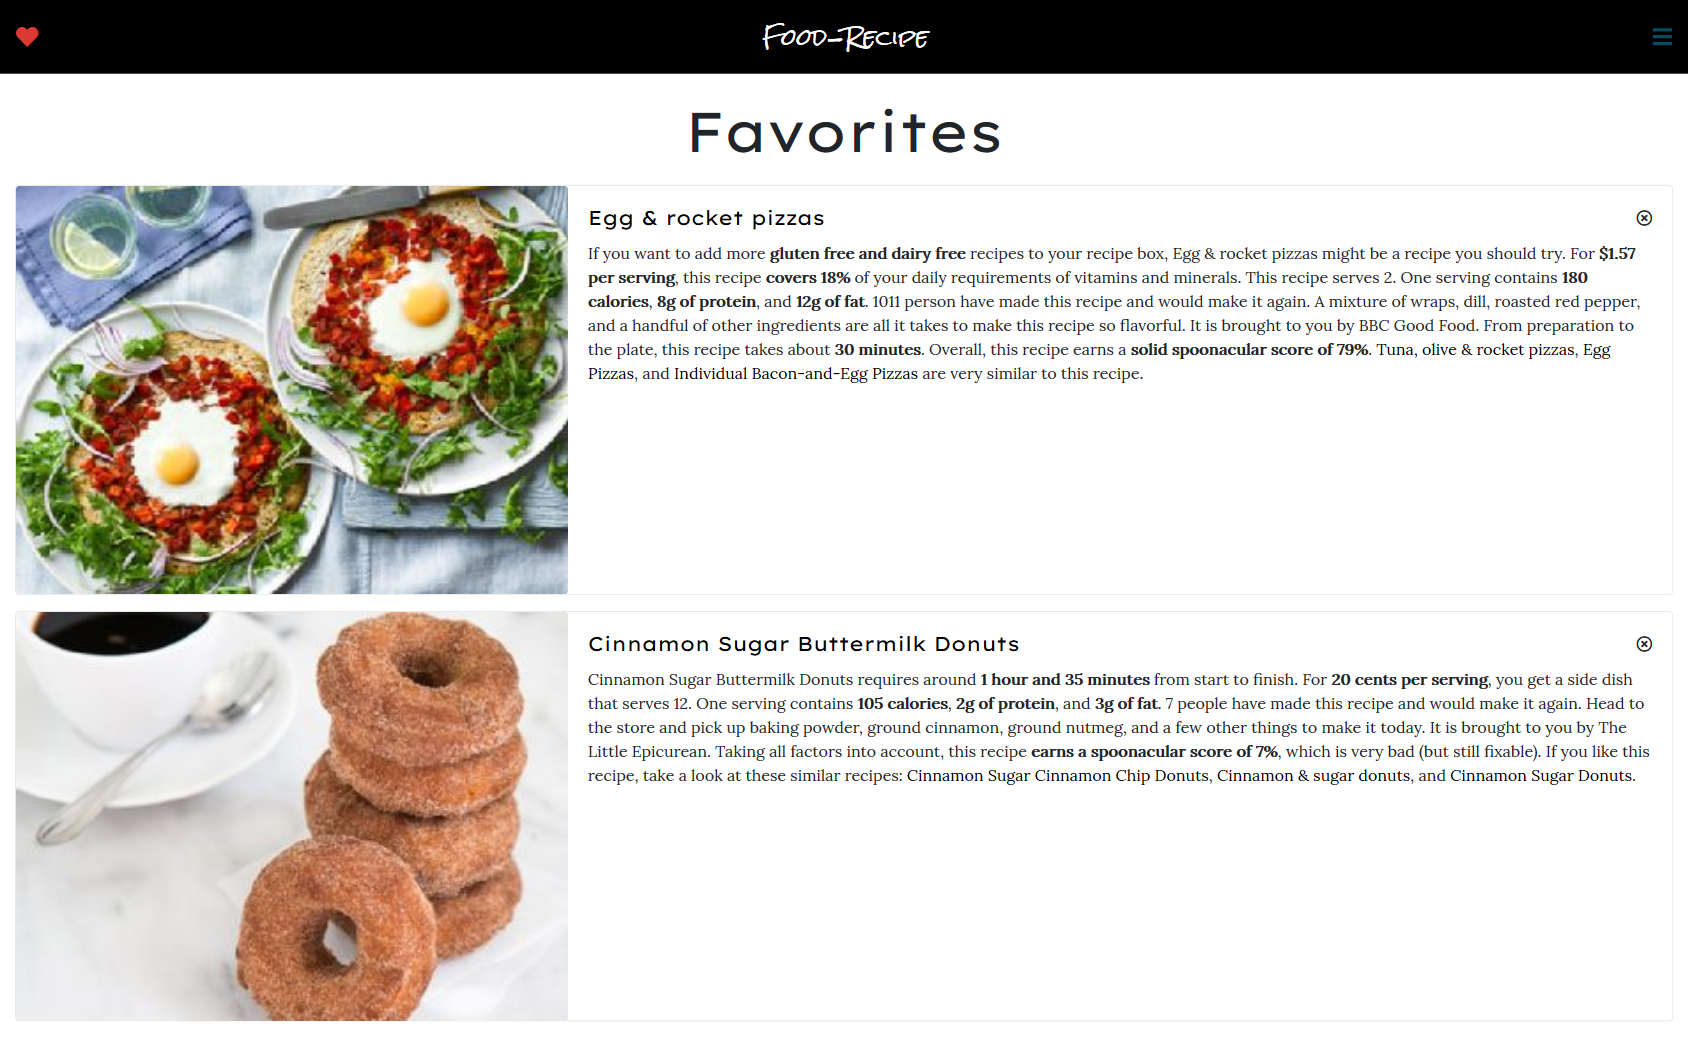 Food-Recipe
Favorites
Egg & rocket pizzas
If you want to add more gluten free and dairy free recipes to your recipe box, Egg & rocket pizzas might be a recipe you should try. For $1.57
per serving, this recipe covers 18% of your daily requirements of vitamins and minerals. This recipe serves 2. One serving contains 180
calories, 8g of protein, and 12g of fat. 1011 person have made this recipe and would make it again. A mixture of wraps, dill, roasted red pepper,
and a handful of other ingredients are all it takes to make this recipe so flavorful. It is brought to you by BBC Good Food. From preparation to
the plate, this recipe takes about 30 minutes. Overall, this recipe earns a solid spoonacular score of 79%. Tuna, olive & rocket pizzas, Egg
Pizzas, and Individual Bacon-and-Egg Pizzas are very similar to this recipe.
Cinnamon Sugar Buttermilk Donuts
Cinnamon Sugar Buttermilk Donuts requires around 1 hour and 35 minutes from start to finish. For 20 cents per serving, you get a side dish
that serves 12. One serving contains 105 calories, 2g of protein, and 3g of fat. 7 people have made this recipe and would make it again. Head to
the store and pick up baking powder, ground cinnamon, ground nutmeg, and a few other things to make it today. It is brought to you by The
Little Epicurean. Taking all factors into account, this recipe earns a spoonacular score of 7%, which is very bad (but still fixable). If you like this
recipe, take a look at these similar recipes: Cinnamon Sugar Cinnamon Chip Donuts, Cinnamon & sugar donuts, and Cinnamon Sugar Donuts.